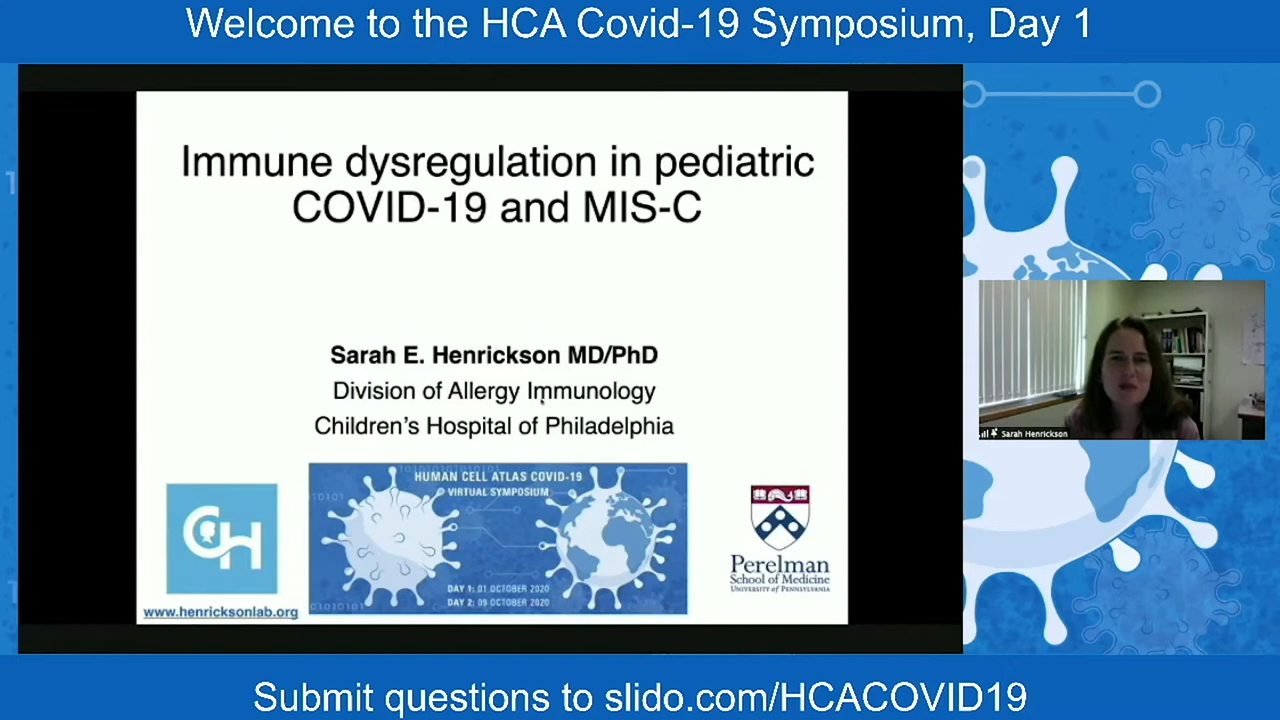 Welcome to the HCA Covid-19 Symposium, Day 1
Immune dysregulation in pediatric
COVID-19 and MIS-C
Sarah E. Henrickson MD/PhD
Division of Allergy Immunology
Children's Hospital of Philadelphia
HUMAN CELL ATLAS COVID-19
VIRTUAL SYMPOSIUM
DAY 1: 01 OCTOBER 2020
DAY 2: 09 OCTOBER 2020
CH
www.henricksonlab.org
Perelman
School of Medicine
University of Pennsylvania
Sarah Henrickson
Submit questions to slido.com/HCACOVID19